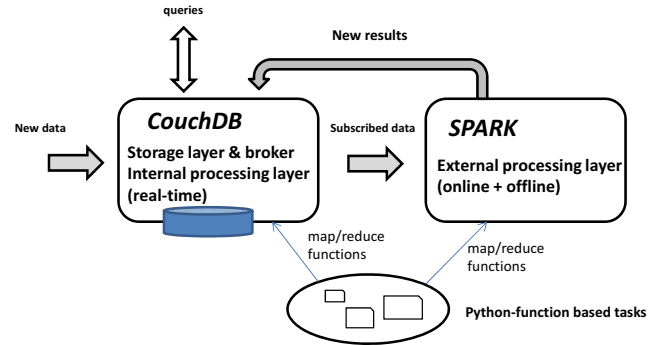 queries
New results
New data
CouchDB
Storage layer & broker
Internal processing layer
(real-time)
Subscribed data
SPARK
External processing layer
(online + offline)
map/reduce
functions
map/reduce
functions
Python-function based tasks